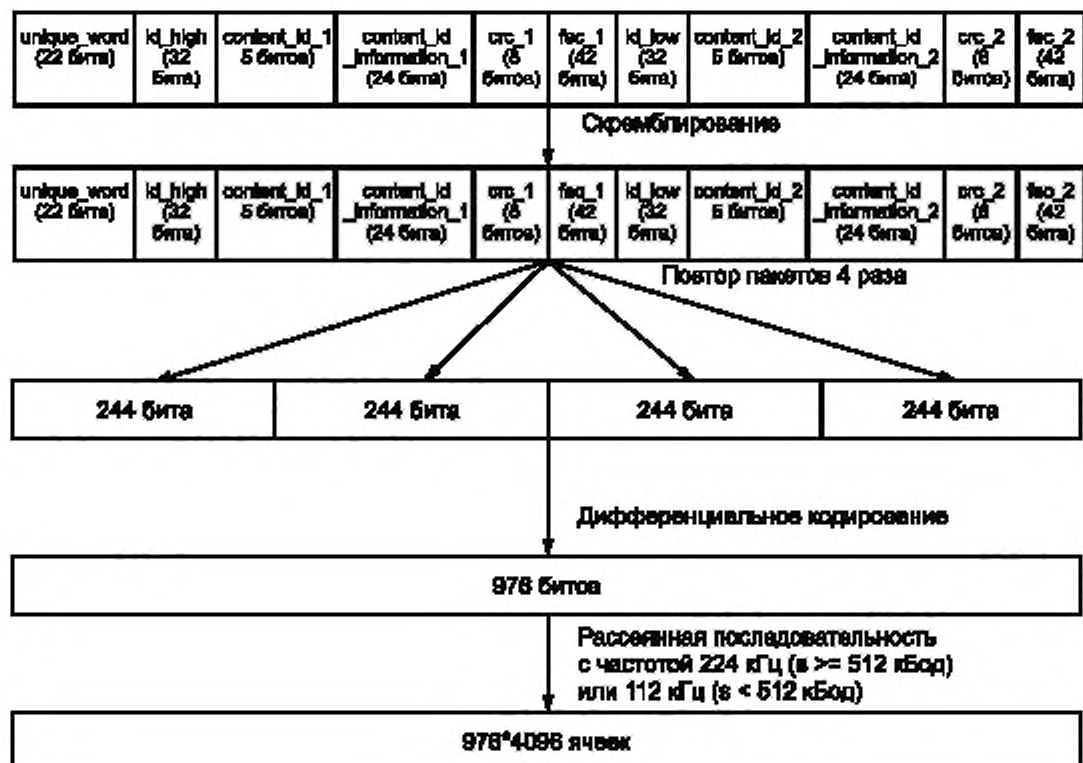 unique_word
(22 бита)
id_high
(32
бита)
content_id_1
5 битов)
content_id
_information_1
(24 бита)
crc_1
(8
битов)
fec_1
(42
бита)
id_low
(32
бита)
content_id_2
5 битов)
content_id
_information_2
(24 бита)
crc_2
(8
битов)
fec_2
(42
бита)
Скремблирование
unique_word
(22 бита)
id_high
(32
бита)
content_id_1
5 битов)
content_id
_information_1
(24 бита)
crc_1
(8
битов)
fec_1
(42
бита)
id_low
(32
бита)
content_id_2
5 битов)
content_id
_information_2
(24 бита)
crc_2
(8
битов)
fec_2
(42
бита)
Повтор пакетов 4 раза
244 бита
244 бита
244 бита
244 бита
Дифференциальное кодирование
976 битов
Рассеянная последовательность
с частотой 224 кГц (s >= 512 кБод)
или 112 кГц (s < 512 кБод)
976*4096 ячеек